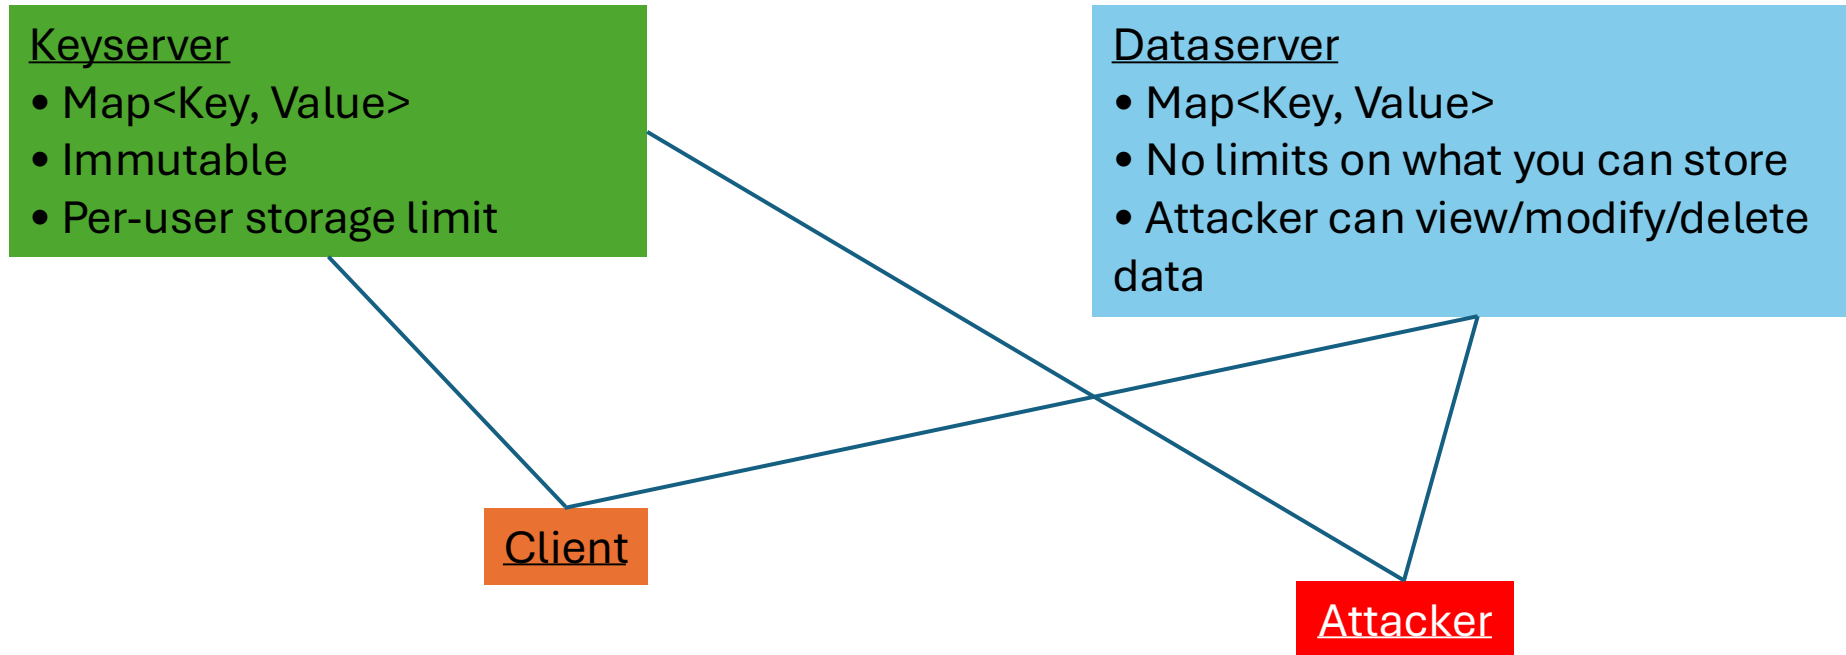 Keyserver
• Map<Key, Value>
• Immutable
• Per-user storage limit
Dataserver
• Map<Key, Value>
• No limits on what you can store
• Attacker can view/modify/delete
data
Client
Attacker